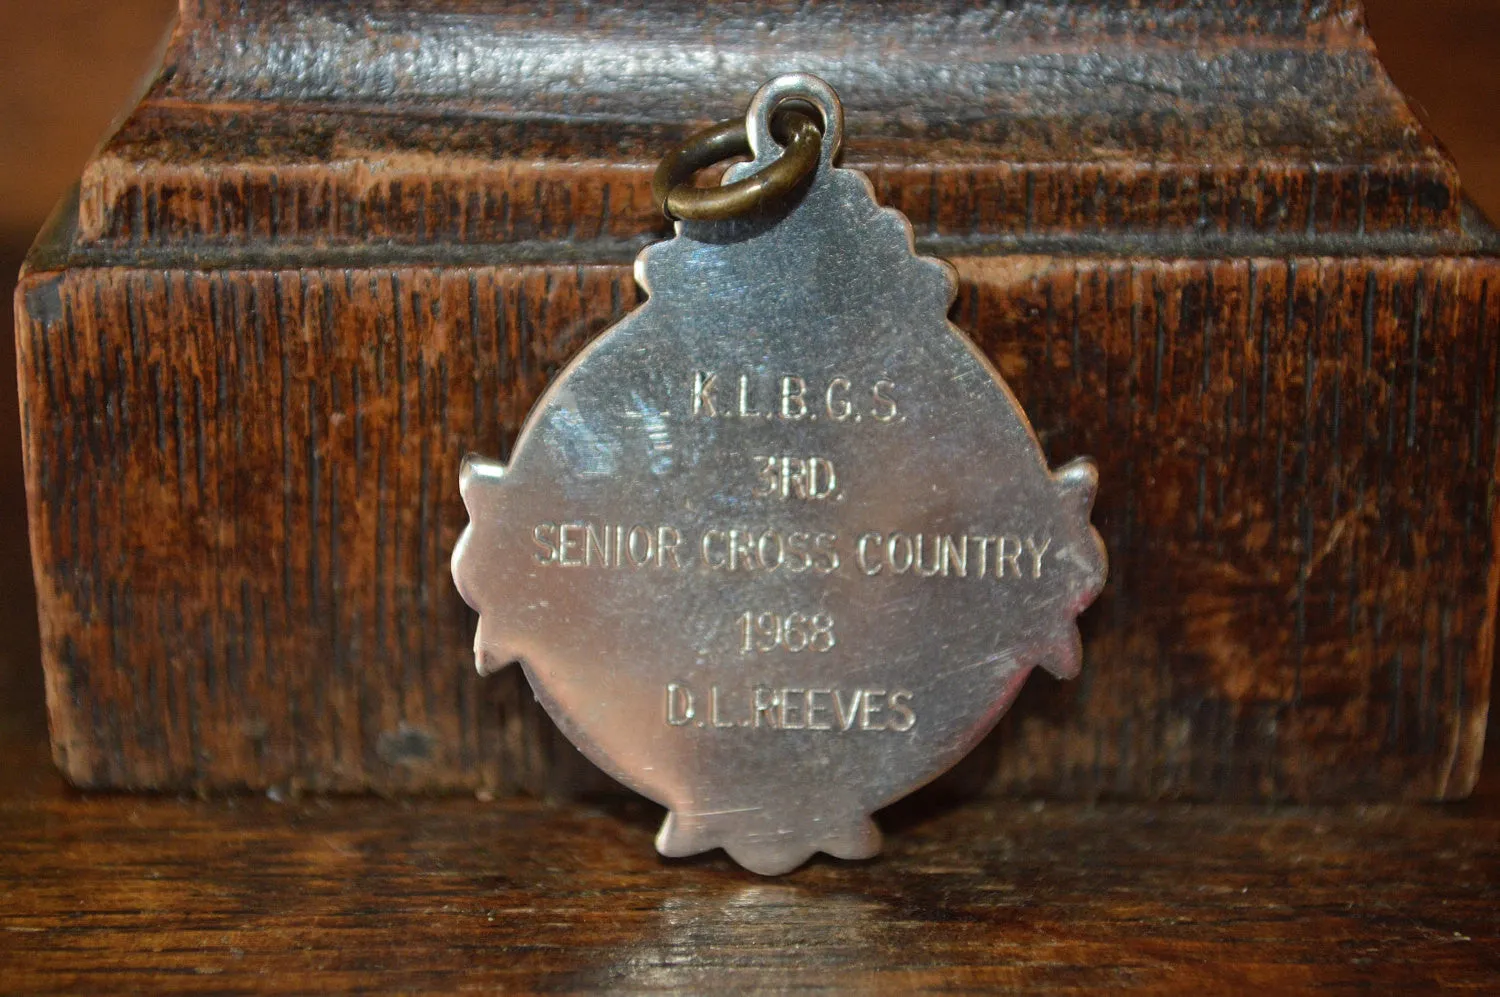 K.L.B.G.S.
3RD.
SENIOR CROSS COUNTRY
1968
D.L.REEVES